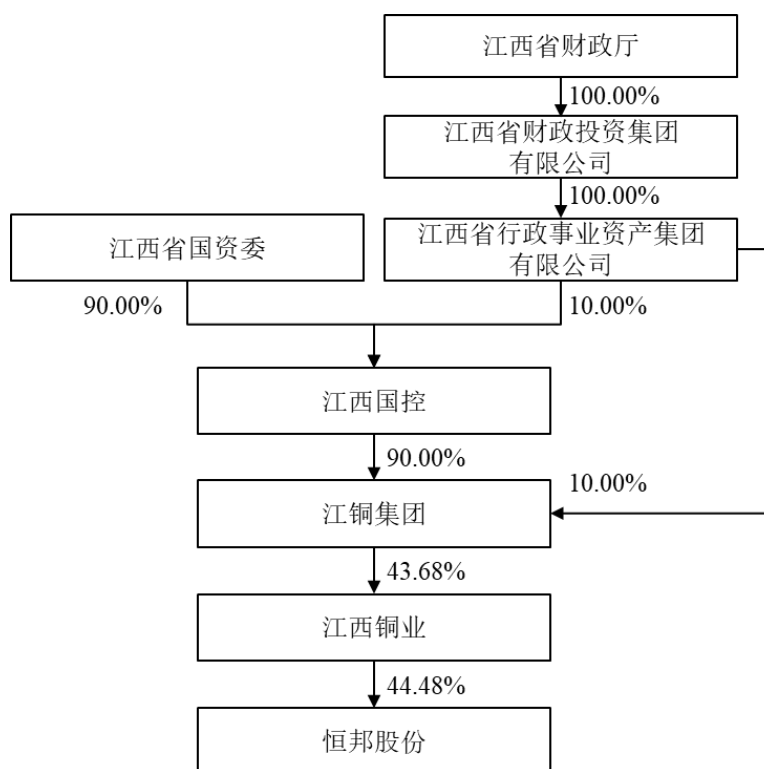 江西省财政厅
100.00%
江西省财政投资集团
有限公司
100.00%
江西省国资委
江西省行政事业资产集团
有限公司
90.00%
10.00%
江西国控
90.00%
10.00%
江铜集团
43.68%
江西铜业
44.48%
恒邦股份